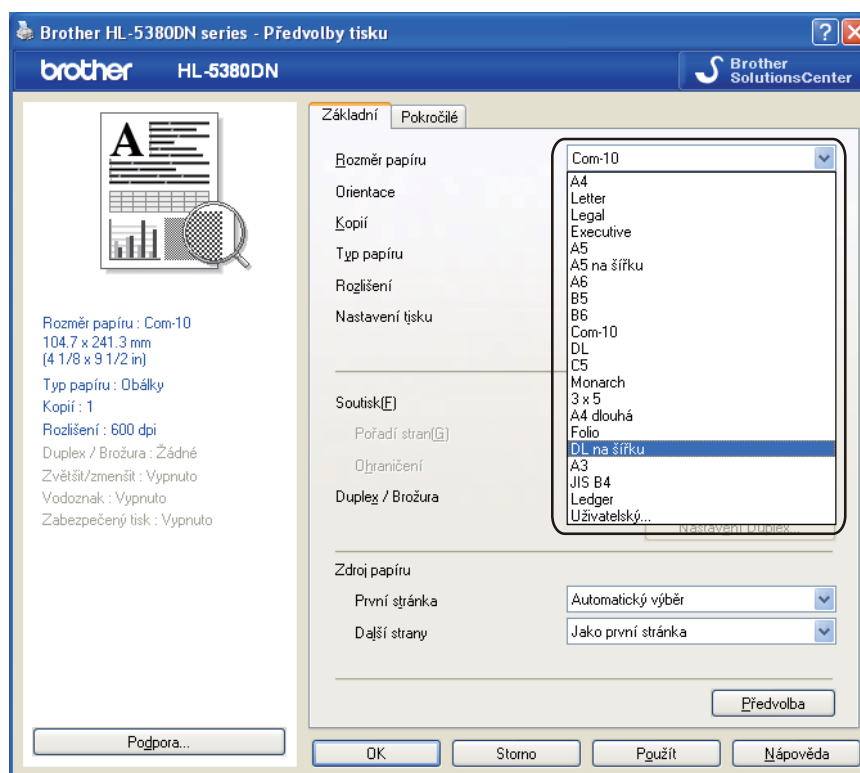 Brother HL-5380DN series - Předvolby tisku
brother HL-5380DN
Brother
SolutionsCenter
Základní Pokročilé
A
Rozměr papíru : Com-10
104.7 x 241.3 mm
(4 1/8 x 9 1/2 in)
Typ papíru : Obálky
Kopií : 1
Rozlišení : 600 dpi
Duplex / Brožura : Žádné
Zvětšit/zmenšit : Vypnuto
Vodoznak : Vypnuto
Zabezpečený tisk : Vypnuto
Podpora...
Rozměr papíru
Orientace
Kopií
Typ papíru
Rozlišení
Nastavení tisku
Com-10
A4
Letter
Legal
Executive
A5
A5 na šířku
A6
B5
B6
Com-10
DL
C5
Monarch
3 x 5
A4 dlouhá
Folio
DL na šířku
A3
JIS B4
Ledger
Uživatelský...
Soutisk(F)
Pořadí stran(G)
Ohraničení
Duplex / Brožura
Nastavení Duplex...
Zdroj papíru
První stránka Automatický výběr
Další strany Jako první stránka
Předvolba
OK Storno Použít Nápověda